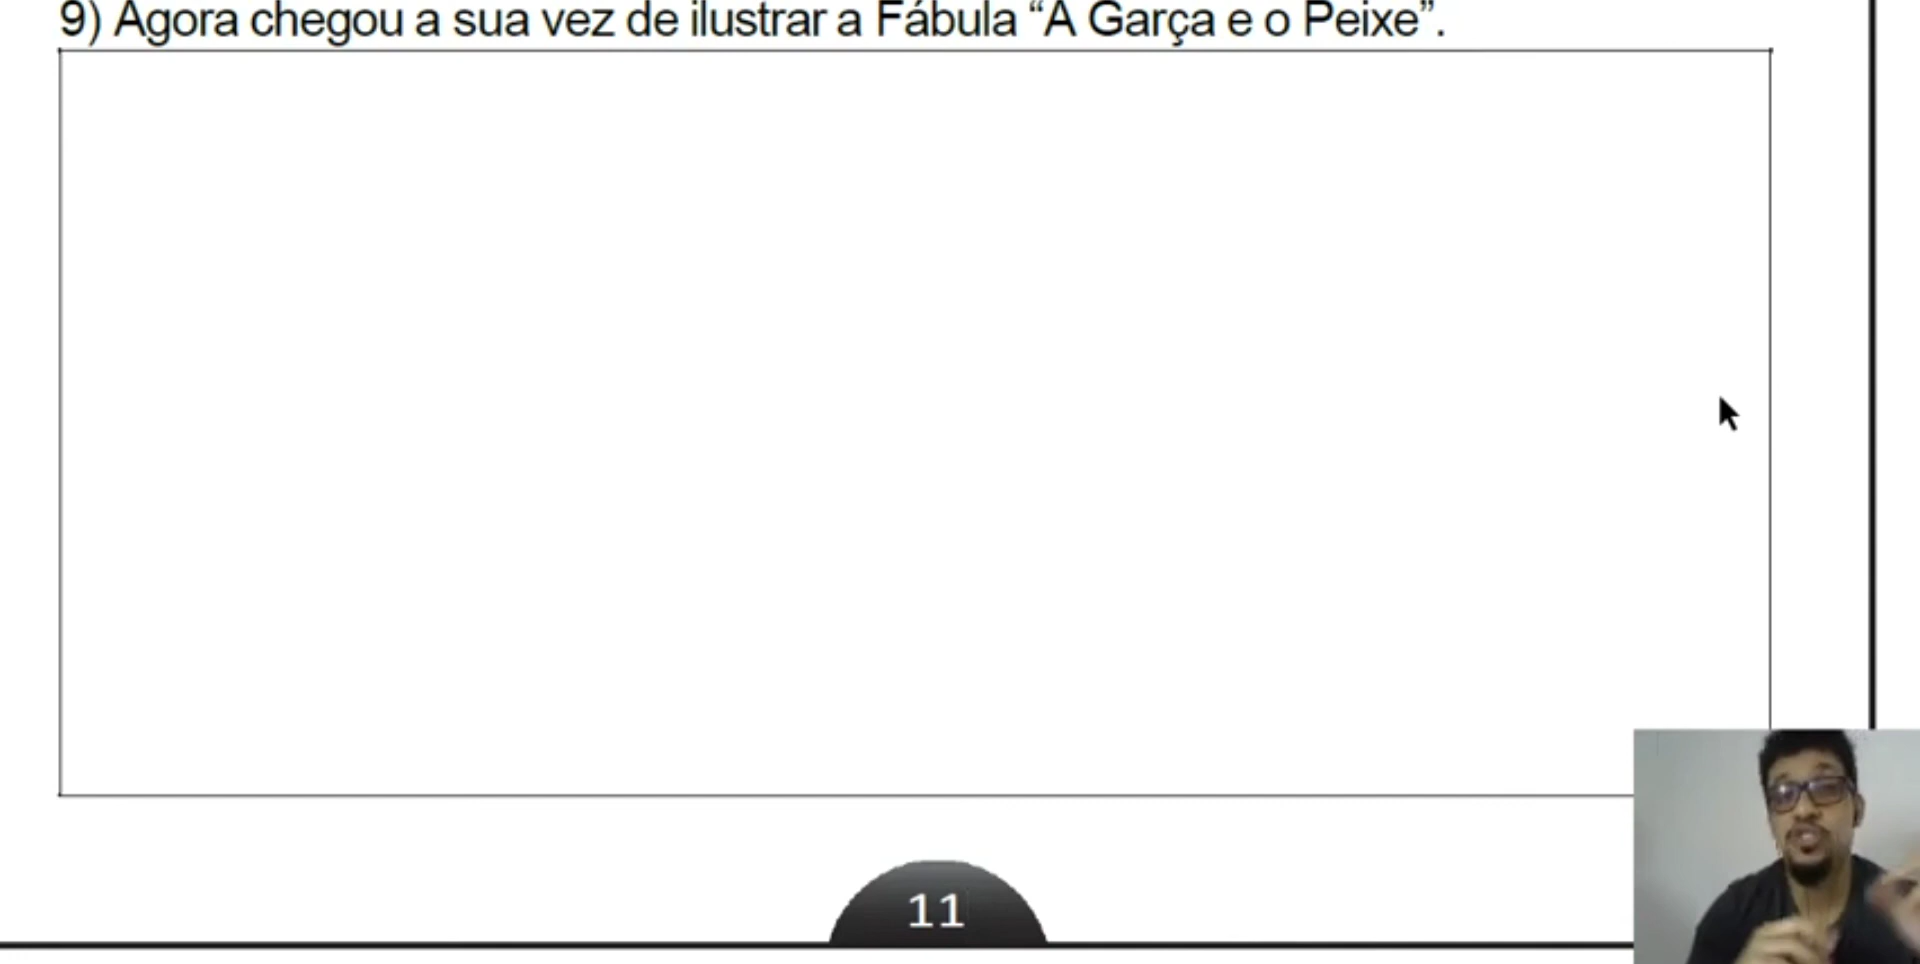 9) Agora chegou a sua vez de ilustrar a Fábula “A Garça e o Peixe”.
11